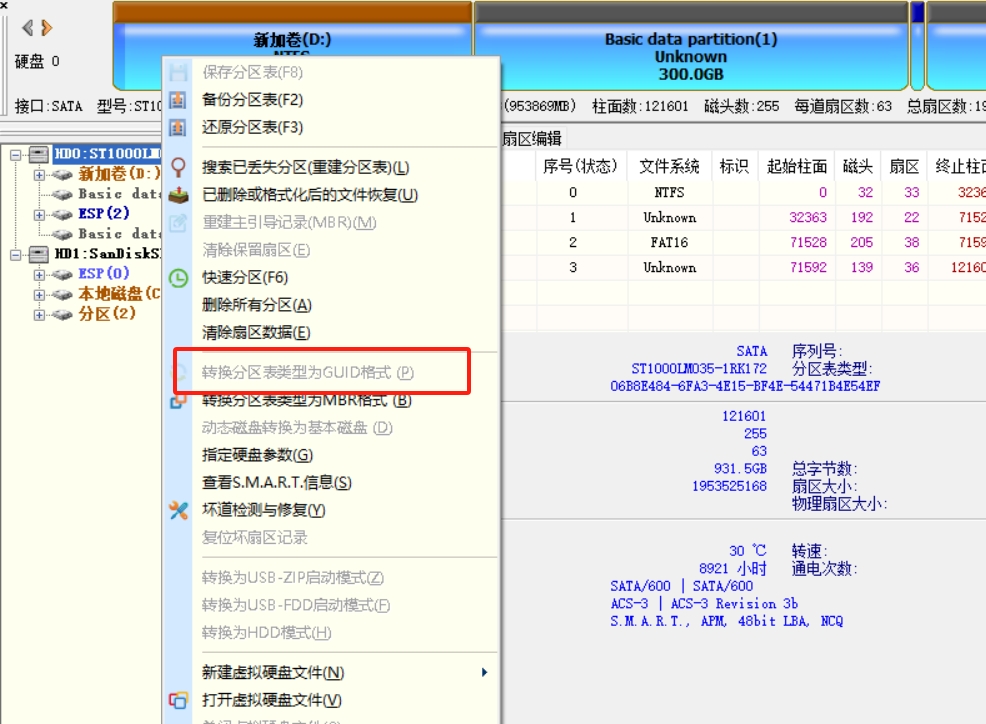 新加卷(D:)
硬盘 0
Basic data partition(1)
Unknown
300.0GB
接口:SATA 型号:ST10
(953869MB) 柱面数:121601 磁头数:255 每道扇区数:63 总扇区数:19
HD0:ST1000LM
新加卷(D:)
Basic data
ESP(2)
Basic data
HD1:SanDiskS
ESP(0)
本地磁盘(C
分区(2)
保存分区表(F8)
备份分区表(F2)
还原分区表(F3)
搜索已丢失分区(重建分区表)(L)
已删除或格式化后的文件恢复(U)
重建主引导记录(MBR)(M)
清除保留扇区(E)
快速分区(F6)
删除所有分区(A)
清除扇区数据(E)
转换分区表类型为GUID格式 (P)
转换分区表类型为MBR格式 (B)
动态磁盘转换为基本磁盘 (D)
指定硬盘参数(G)
查看S.M.A.R.T.信息(S)
坏道检测与修复(Y)
复位坏扇区记录
转换为USB-ZIP启动模式(Z)
转换为USB-FDD启动模式(F)
转换为HDD模式(H)
新建虚拟硬盘文件(N)
打开虚拟硬盘文件(V)
扇区编辑
序号(状态) 文件系统 标识 起始柱面 磁头 扇区 终止柱面
0 NTFS 0 32 33 3236
1 Unknown 32363 192 22 7152
2 FAT16 71528 205 38 7159
3 Unknown 71592 139 36 12160
SATA 序列号:
ST1000LM035-1RK172 分区表类型:
06B8E484-6FA3-4E15-BF4E-54471B4E54EF
121601
255
63
931.5GB 总字节数:
1953525168 扇区大小:
物理扇区大小:
30 ℃ 转速:
8921 小时 通电次数:
SATA/600 | SATA/600
ACS-3 | ACS-3 Revision 3b
S.M.A.R.T., APM, 48bit LBA, NCQ